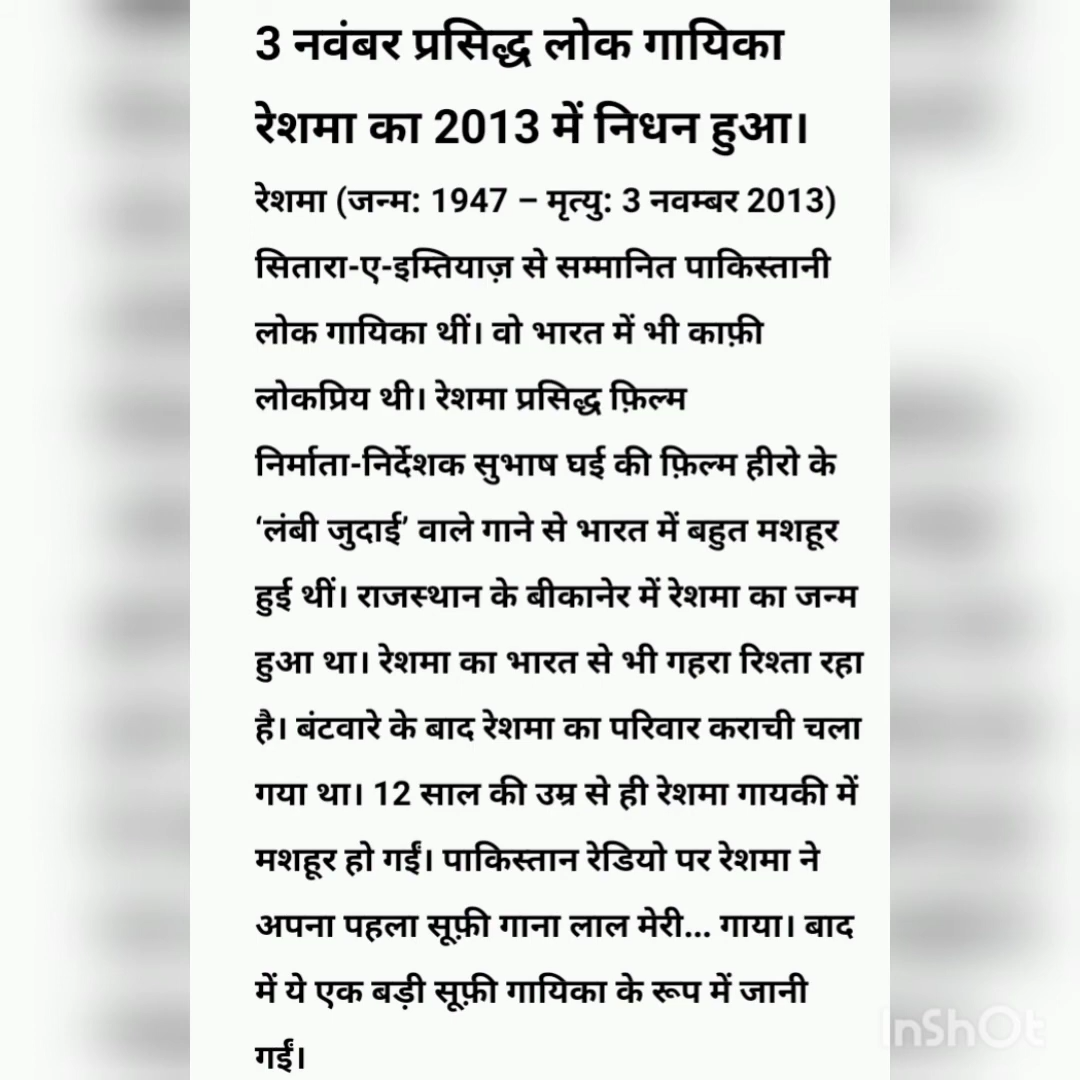 3 नवंबर प्रसिद्ध लोक गायिका
रेशमा का 2013 में निधन हुआ।
रेशमा (जन्म: 1947 – मृत्यु: 3 नवम्बर 2013)
सितारा-ए-इम्तियाज़ से सम्मानित पाकिस्तानी
लोक गायिका थीं। वो भारत में भी काफ़ी
लोकप्रिय थी। रेशमा प्रसिद्ध फ़िल्म
निर्माता-निर्देशक सुभाष घई की फ़िल्म हीरो के
‘लंबी जुदाई’ वाले गाने से भारत में बहुत मशहूर
हुई थीं। राजस्थान के बीकानेर में रेशमा का जन्म
हुआ था। रेशमा का भारत से भी गहरा रिश्ता रहा
है। बंटवारे के बाद रेशमा का परिवार कराची चला
गया था। 12 साल की उम्र से ही रेशमा गायकी में
मशहूर हो गईं। पाकिस्तान रेडियो पर रेशमा ने
अपना पहला सूफ़ी गाना लाल मेरी... गाया। बाद
में ये एक बड़ी सूफ़ी गायिका के रूप में जानी
गईं।
InShOt